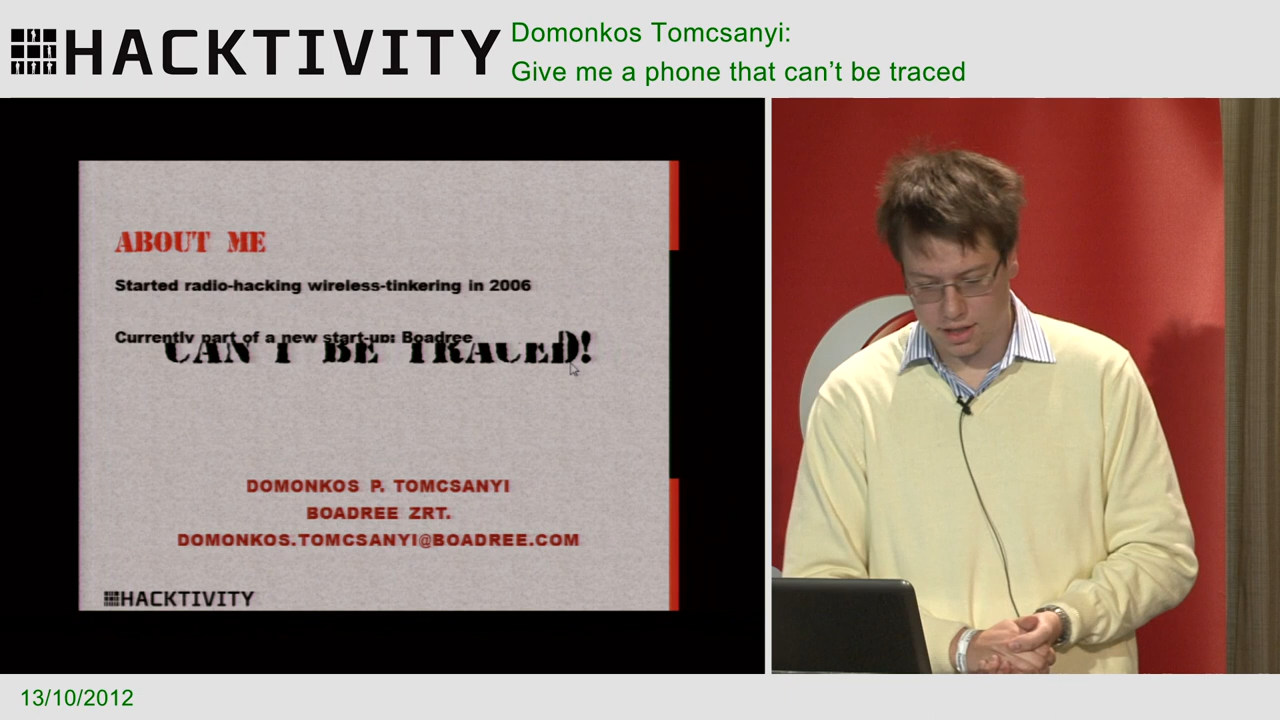 HACKTIVITY
Domonkos Tomcsanyi:
Give me a phone that can’t be traced
ABOUT ME
Started radio-hacking wireless-tinkering in 2006
Currently part of a new start-up: Boadree
CAN'T BE TRACED!
DOMONKOS P. TOMCSANYI
BOADREE ZRT.
DOMONKOS.TOMCSANYI@BOADREE.COM
HACKTIVITY
13/10/2012